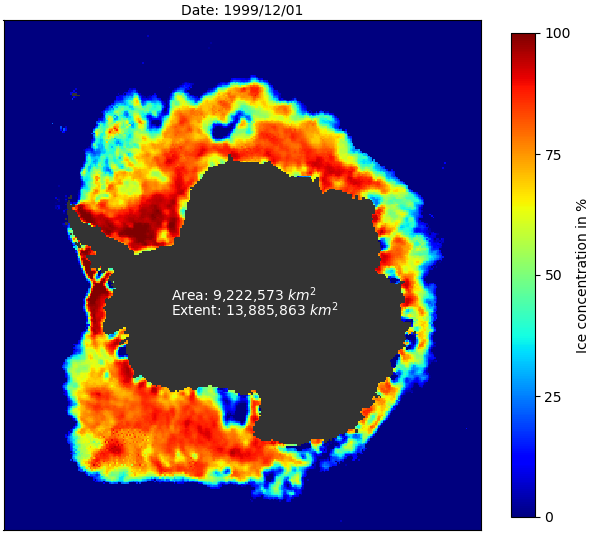 Date: 1999/12/01
Area: 9,222,573 km²
Extent: 13,885,863 km²
100
75
50
25
0
Ice concentration in %